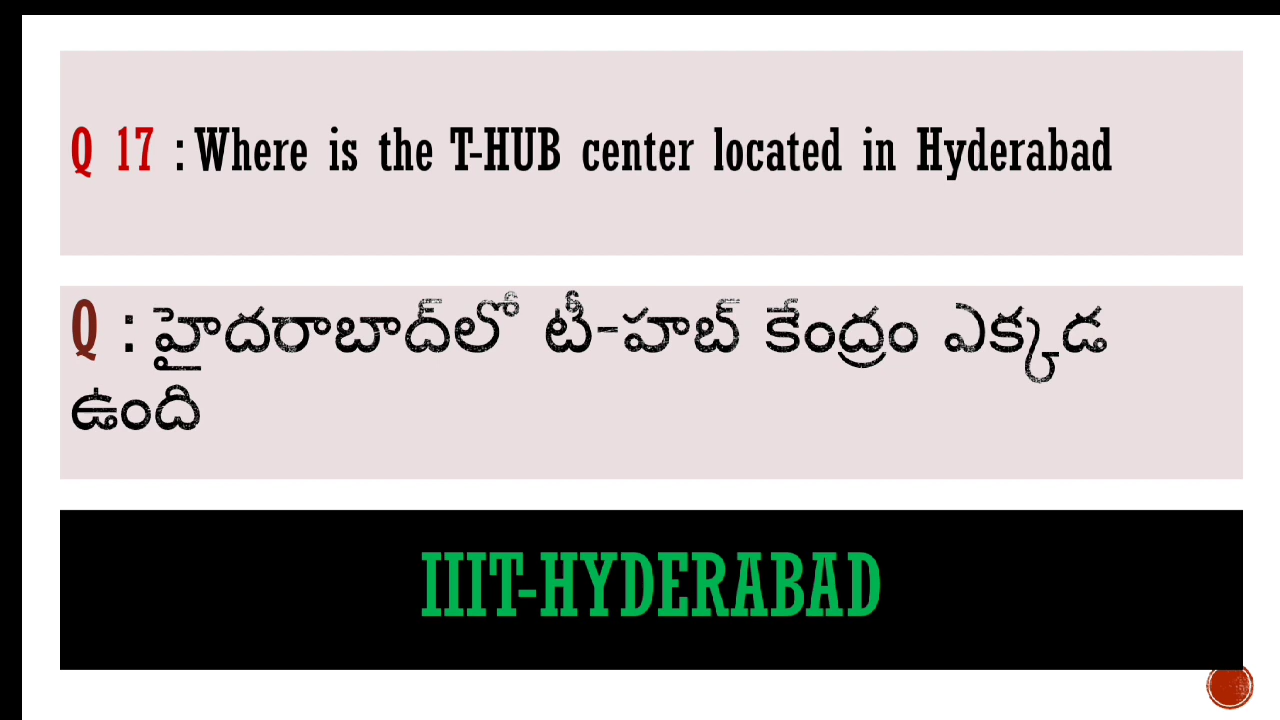 Q 17 : Where is the T-HUB center located in Hyderabad
Q : హైదరాబాద్‌లో టీ-హబ్ కేంద్రం ఎక్కడ
ఉంది
IIIT-HYDERABAD